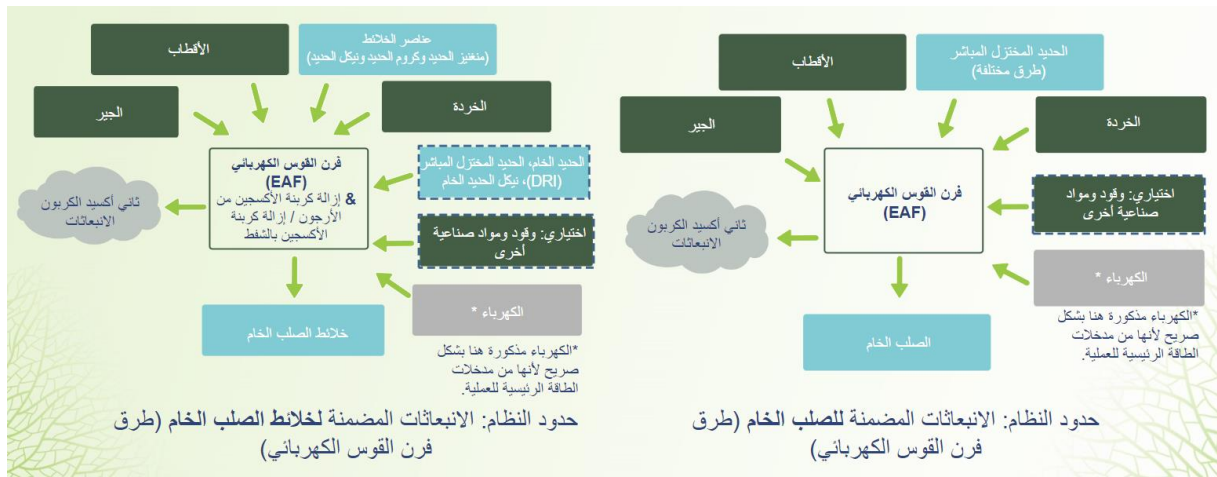 الحديد المختزل المباشر
(طرق مختلفة)
الأقطاب
الخردة
الجير
فرن القوس الكهربائي
(EAF)
اختياري: وقود ومواد
صناعية أخرى
ثاني أكسيد الكربون
الانبعاثات
الكهرباء *
*الكهرباء مذكورة هنا بشكل
صريح لأنها من مدخلات
الطاقة الرئيسية للعملية.
الصلب الخام
حدود النظام: الانبعاثات المضمنة للصلب الخام (طرق
فرن القوس الكهربائي)
عناصر الخلائط
(منغنيز الحديد وكروم الحديد ونيكل الحديد)
الأقطاب
الخردة
الجير
فرن القوس الكهربائي
(EAF)
& إزالة كربنة الأكسجين من
الأرجون / إزالة كربنة
الأكسجين بالشفط
الحديد الخام، الحديد المختزل المباشر
(DRI)، نيكل الحديد الخام
ثاني أكسيد الكربون
الانبعاثات
اختياري: وقود ومواد صناعية
أخرى
الكهرباء *
خلائط الصلب الخام
*الكهرباء مذكورة هنا بشكل
صريح لأنها من مدخلات
الطاقة الرئيسية للعملية.
حدود النظام: الانبعاثات المضمنة لخلائط الصلب الخام (طرق
فرن القوس الكهربائي)